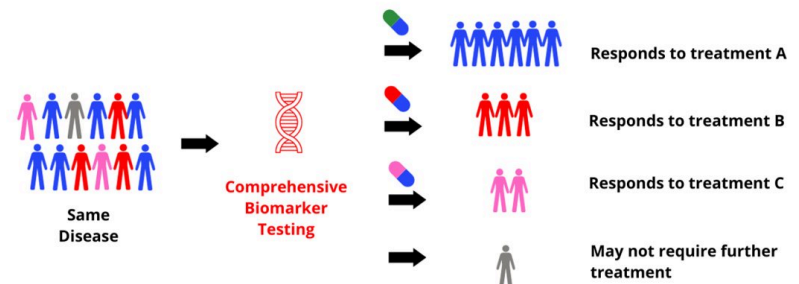 Same
Disease
Comprehensive
Biomarker
Testing
Responds to treatment A
Responds to treatment B
Responds to treatment C
May not require further
treatment